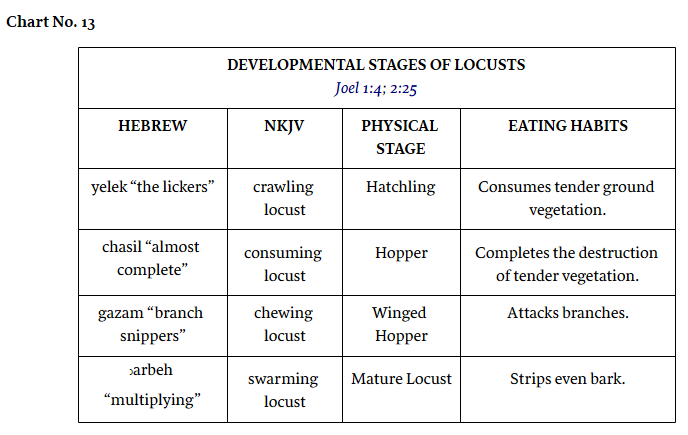 Chart No. 13
DEVELOPMENTAL STAGES OF LOCUSTS
Joel 1:4; 2:25
HEBREW
NKJV
PHYSICAL
STAGE
EATING HABITS
yelek “the lickers”
crawling
locust
Hatchling
Consumes tender ground
vegetation.
chasil “almost
complete”
consuming
locust
Hopper
Completes the destruction
of tender vegetation.
gazam “branch
snippers”
chewing
locust
Winged
Hopper
Attacks branches.
ɔarbeh
“multiplying”
swarming
locust
Mature Locust
Strips even bark.